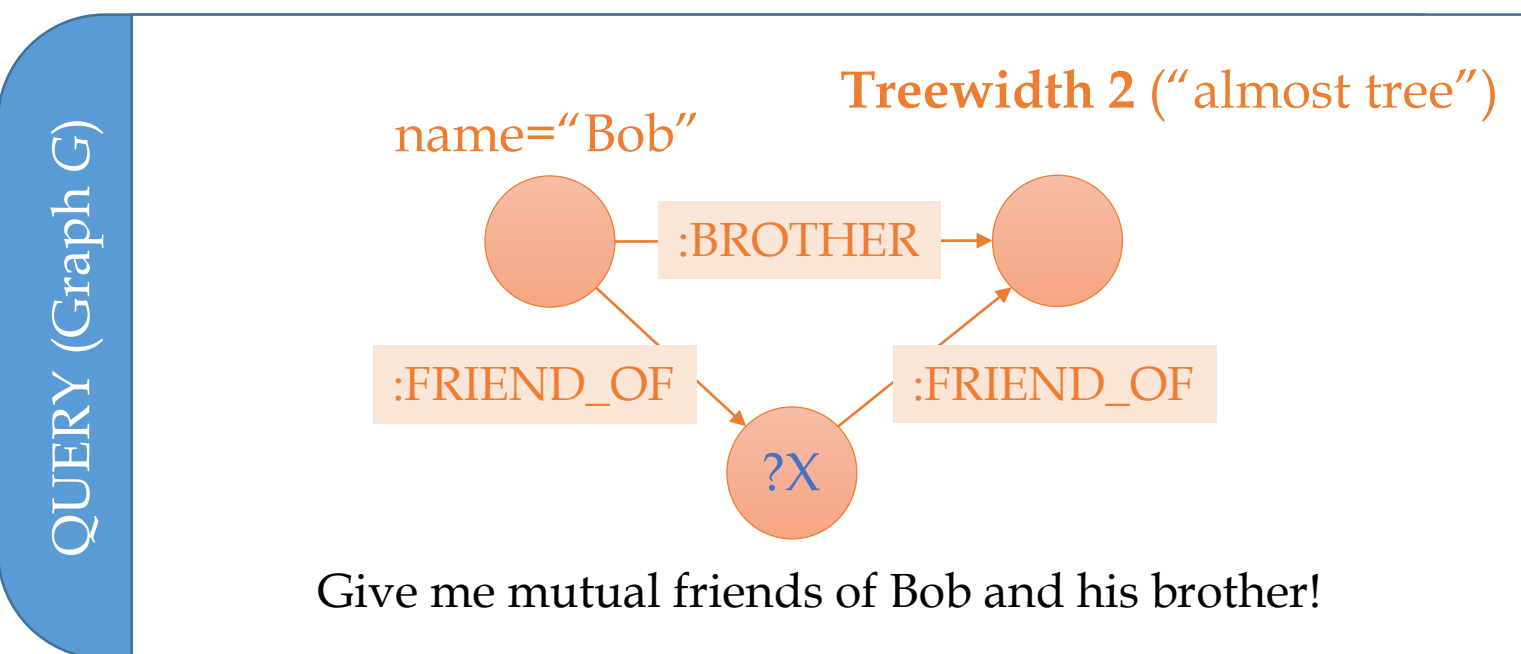 QUERY (Graph G)
Treewidth 2 (“almost tree”)
name=“Bob”
:BROTHER
:FRIEND_OF
:FRIEND_OF
?X
Give me mutual friends of Bob and his brother!